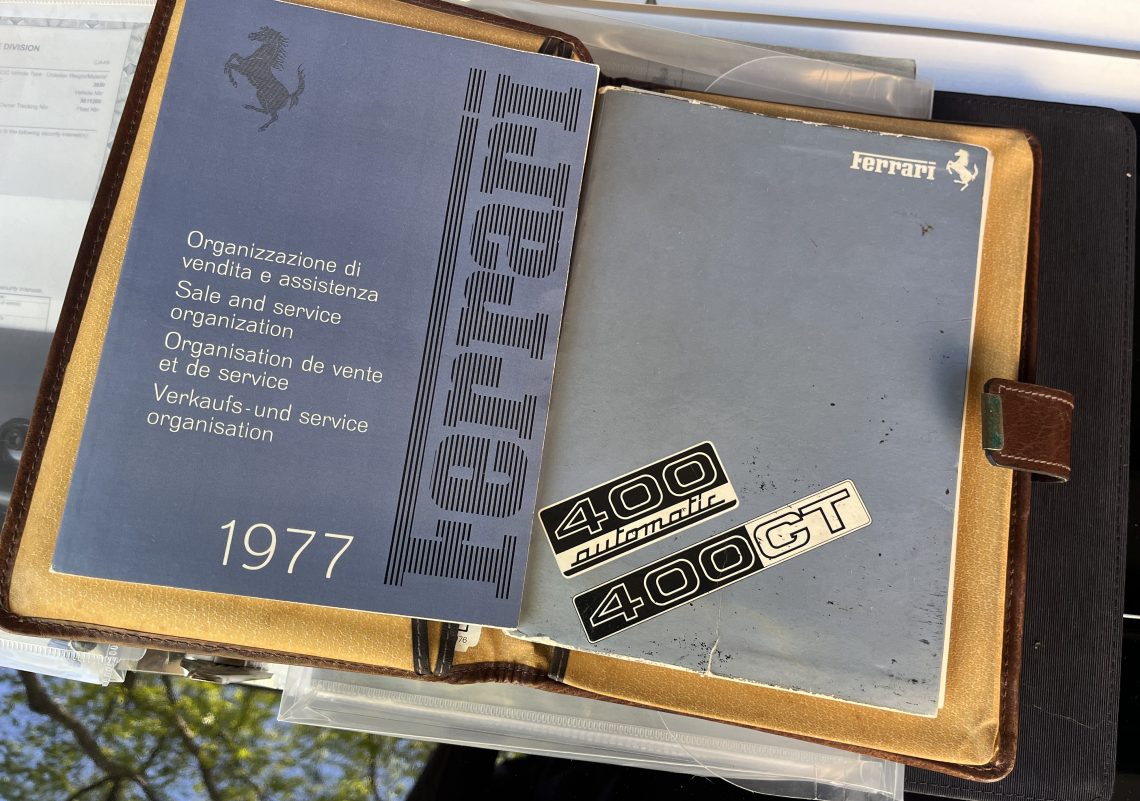 E DIVISION
Ferrari
Organizzazione di
vendita e assistenza
Sale and service
organization
Organisation de vente
et de service
Verkaufs-und service
organisation
1977
Ferrari
400
automatic
400GT
76